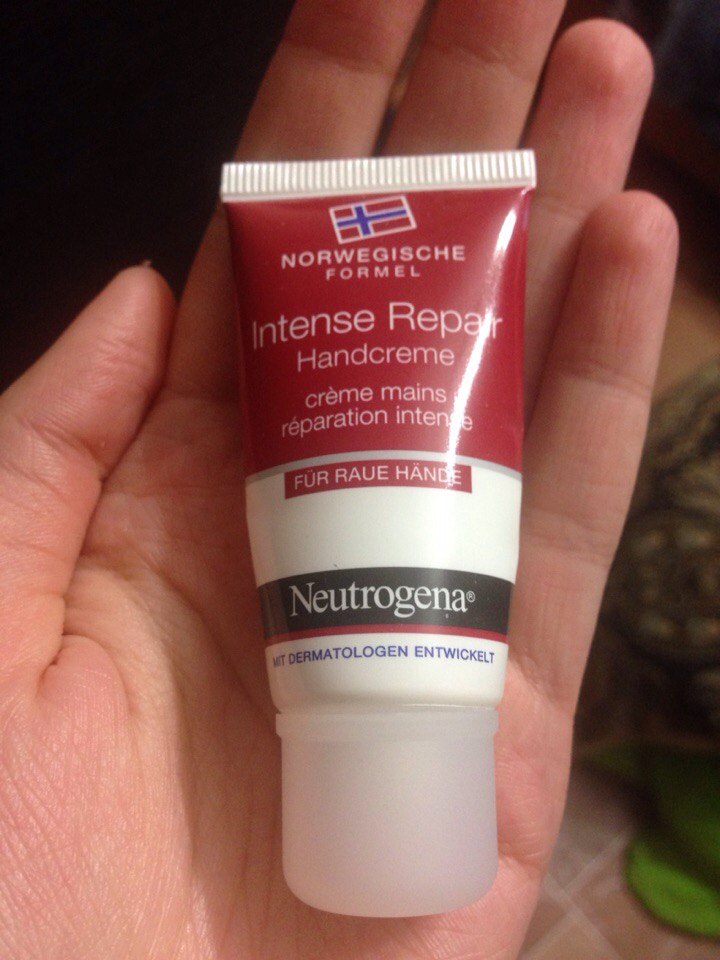 NORWEGISCHE
FORMEL
Intense Repair
Handcreme
crème mains
réparation intense
FÜR RAUE HÄNDE
Neutrogena®
MIT DERMATOLOGEN ENTWICKELT